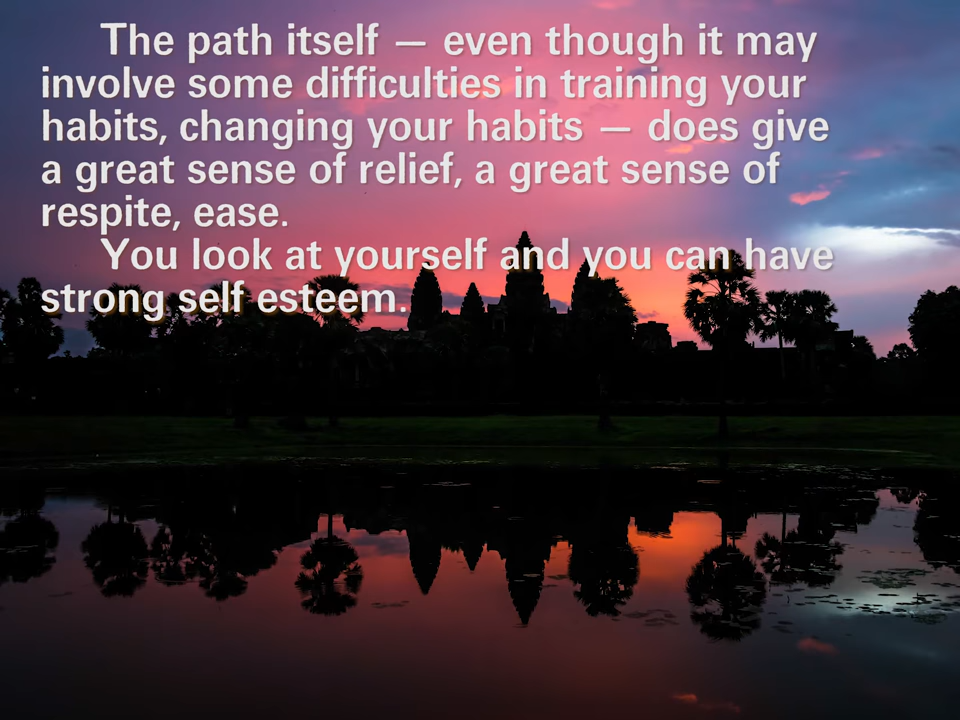 The path itself — even though it may
involve some difficulties in training your
habits, changing your habits — does give
a great sense of relief, a great sense of
respite, ease.
You look at yourself and you can have
strong self esteem.